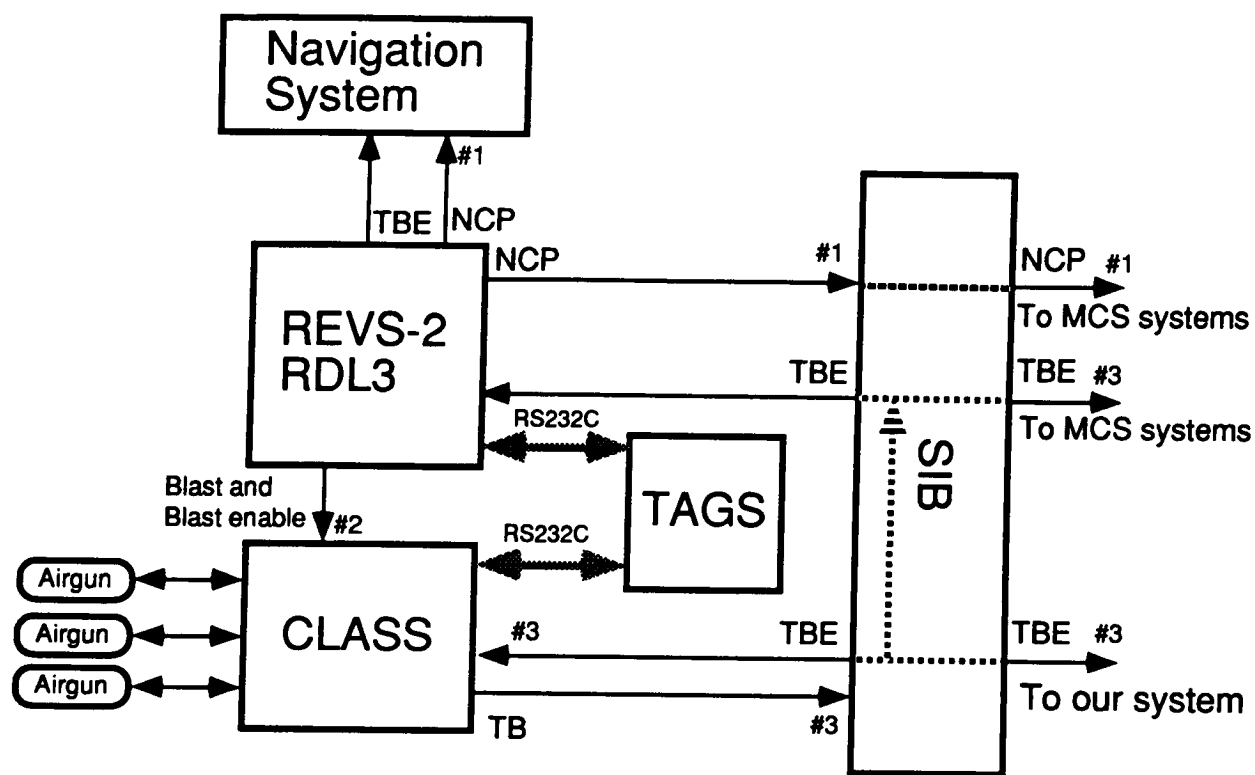 Navigation
System
#1
TBE
NCP
NCP
#1
NCP #1
To MCS systems
REVS-2
RDL3
TBE
TBE #3
To MCS systems
RS232C
SIB
Blast and
Blast enable
#2
TAGS
RS232C
Airgun
Airgun
Airgun
CLASS
#3
TBE
TBE #3
To our system
TB
#3